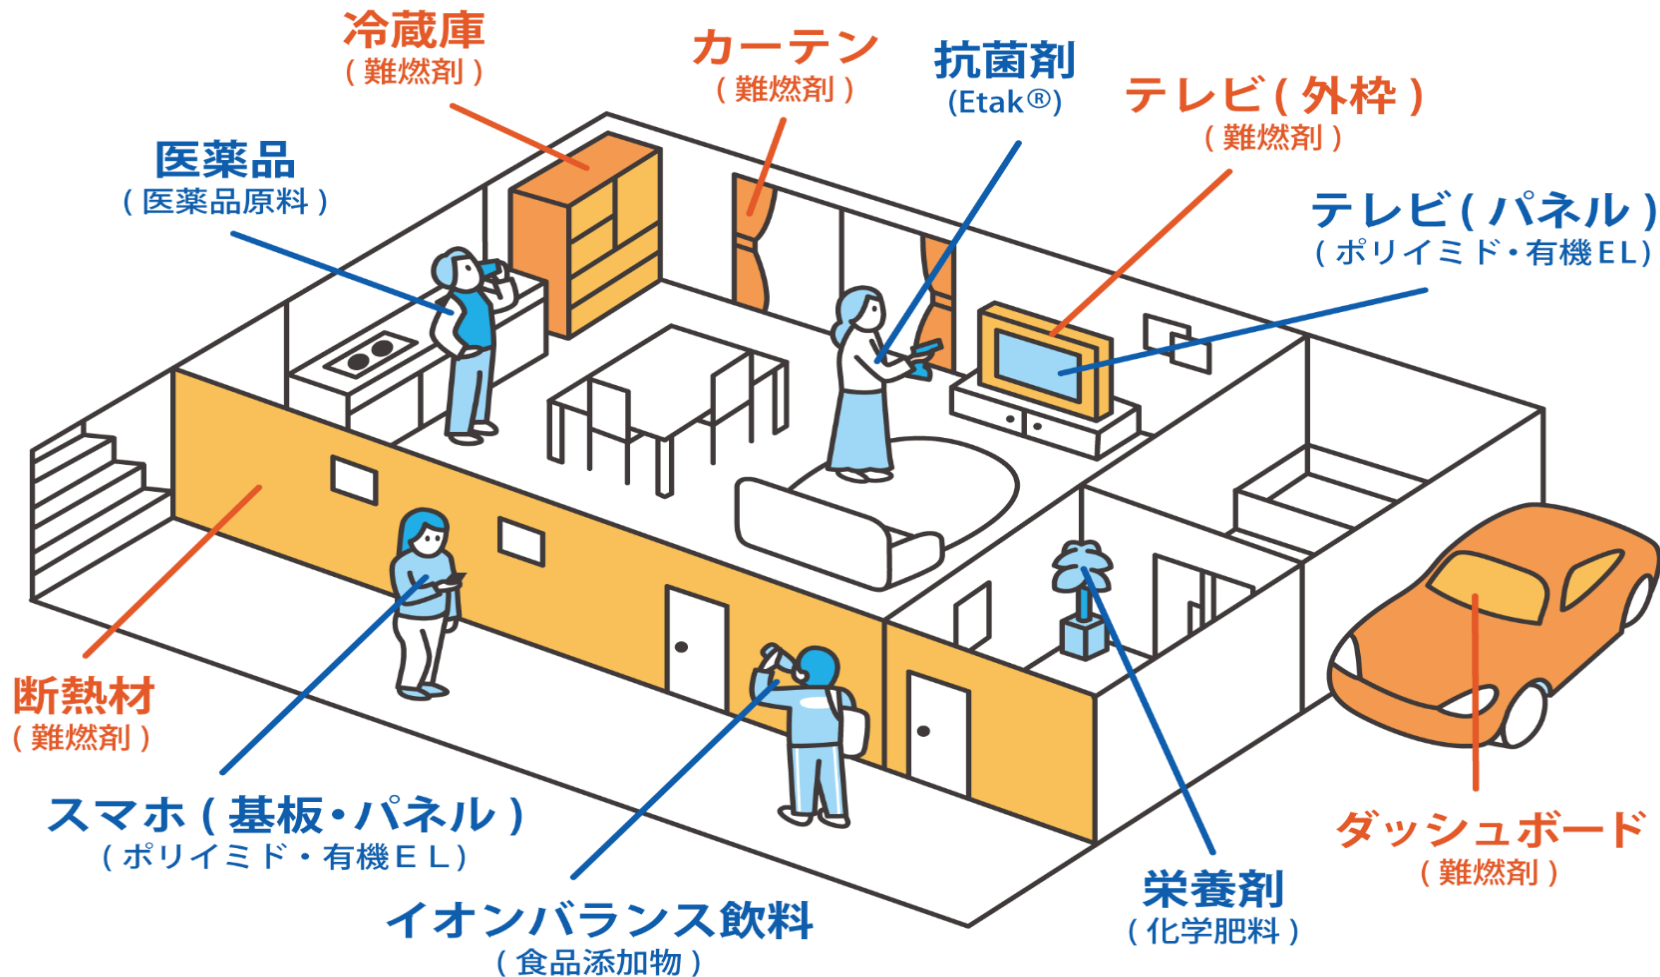 冷蔵庫
(難燃剤)
カーテン
(難燃剤)
抗菌剤
(Etak®)
テレビ(外枠)
(難燃剤)
医薬品
(医薬品原料)
テレビ(パネル)
(ポリイミド・有機EL)
断熱材
(難燃剤)
スマホ(基板・パネル)
(ポリイミド・有機EL)
イオンバランス飲料
(食品添加物)
栄養剤
(化学肥料)
ダッシュボード
(難燃剤)